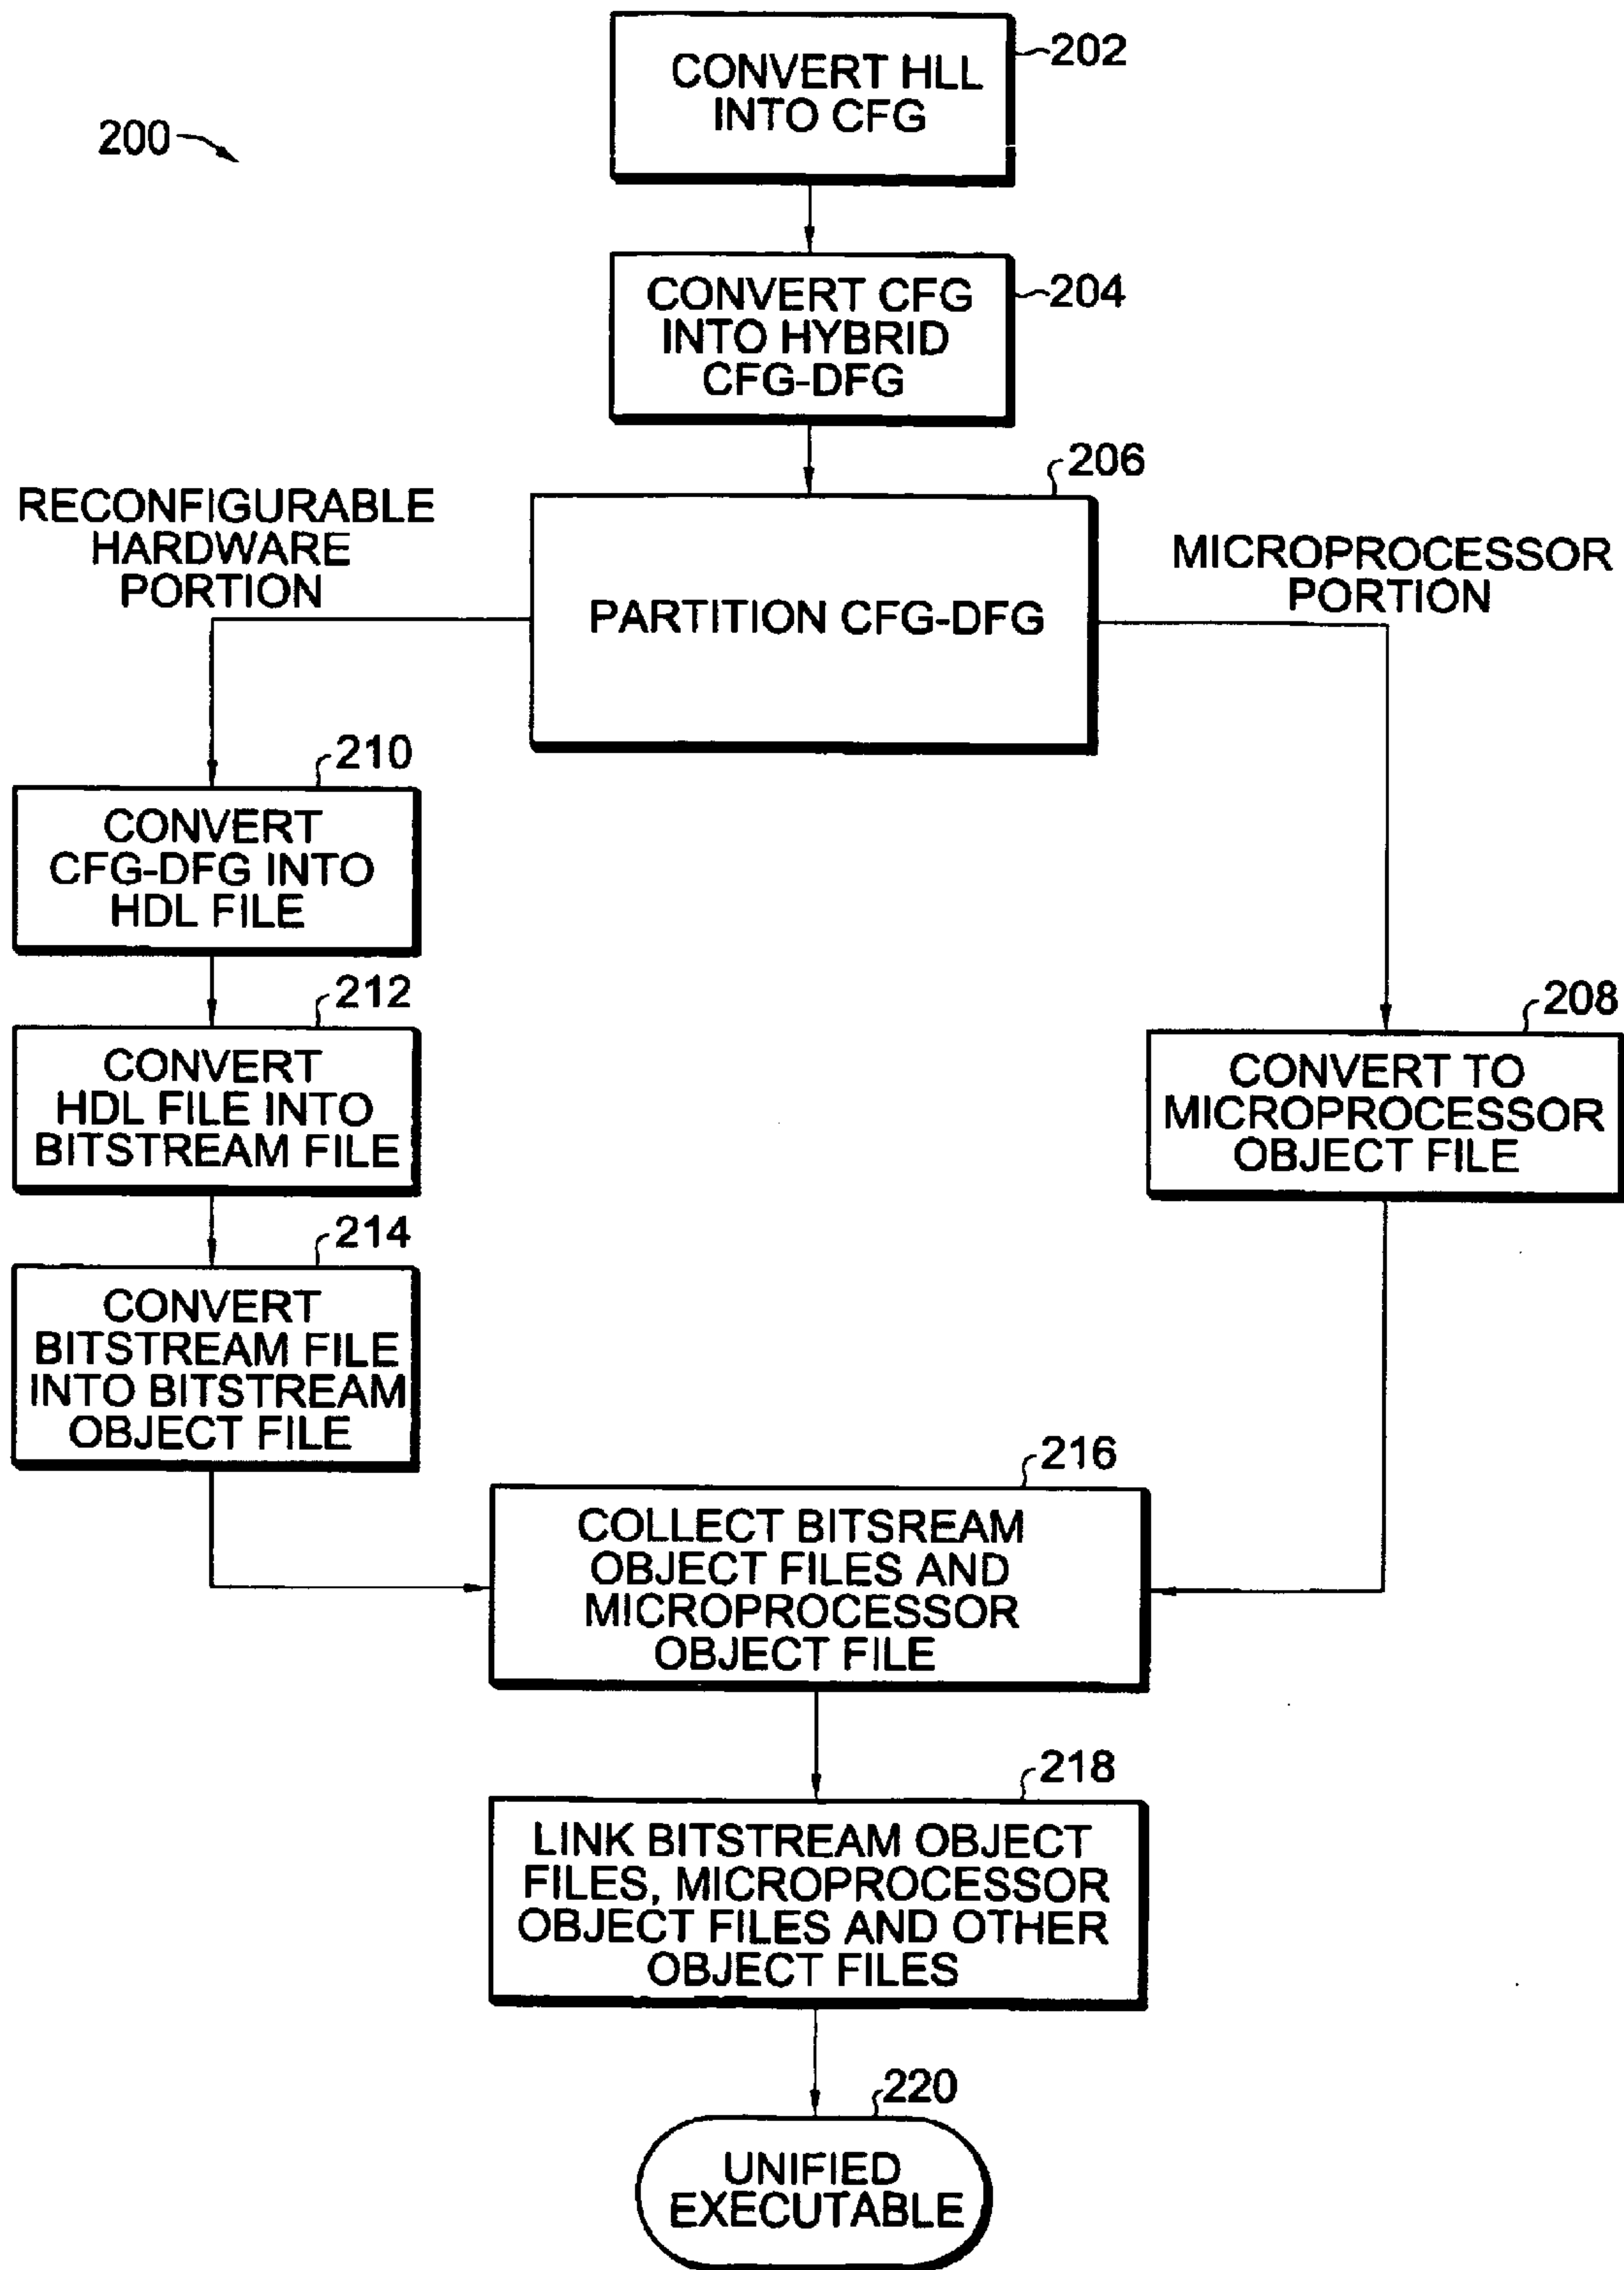 200
CONVERT HLL
INTO CFG
202
CONVERT CFG
INTO HYBRID
CFG-DFG
204
206
PARTITION CFG-DFG
RECONFIGURABLE
HARDWARE
PORTION
MICROPROCESSOR
PORTION
210
CONVERT
CFG-DFG INTO
HDL FILE
212
CONVERT
HDL FILE INTO
BITSTREAM FILE
208
CONVERT TO
MICROPROCESSOR
OBJECT FILE
214
CONVERT
BITSTREAM FILE
INTO BITSTREAM
OBJECT FILE
216
COLLECT BITSREAM
OBJECT FILES AND
MICROPROCESSOR
OBJECT FILE
218
LINK BITSTREAM OBJECT
FILES, MICROPROCESSOR
OBJECT FILES AND OTHER
OBJECT FILES
220
UNIFIED
EXECUTABLE